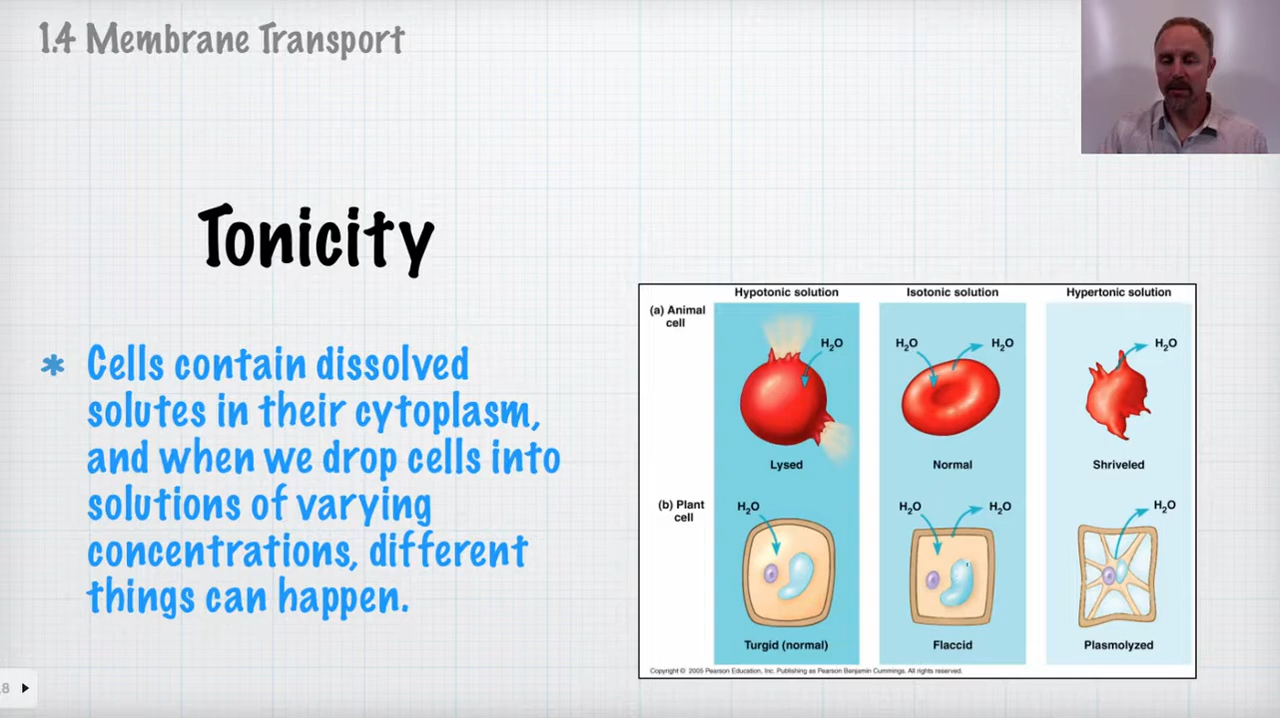 1.4 Membrane Transport
Tonicity
* Cells contain dissolved
solutes in their cytoplasm,
and when we drop cells into
solutions of varying
concentrations, different
things can happen.
Hypotonic solution
Isotonic solution
Hypertonic solution
(a) Animal
cell
H₂O
H₂O
H₂O
H₂O
Lysed
Normal
Shriveled
(b) Plant
cell
H₂O
H₂O
H₂O
H₂O
Turgid (normal)
Flaccid
Plasmolyzed
Copyright © 2005 Pearson Education, Inc. Publishing as Pearson Benjamin Cummings. All rights reserved.
8